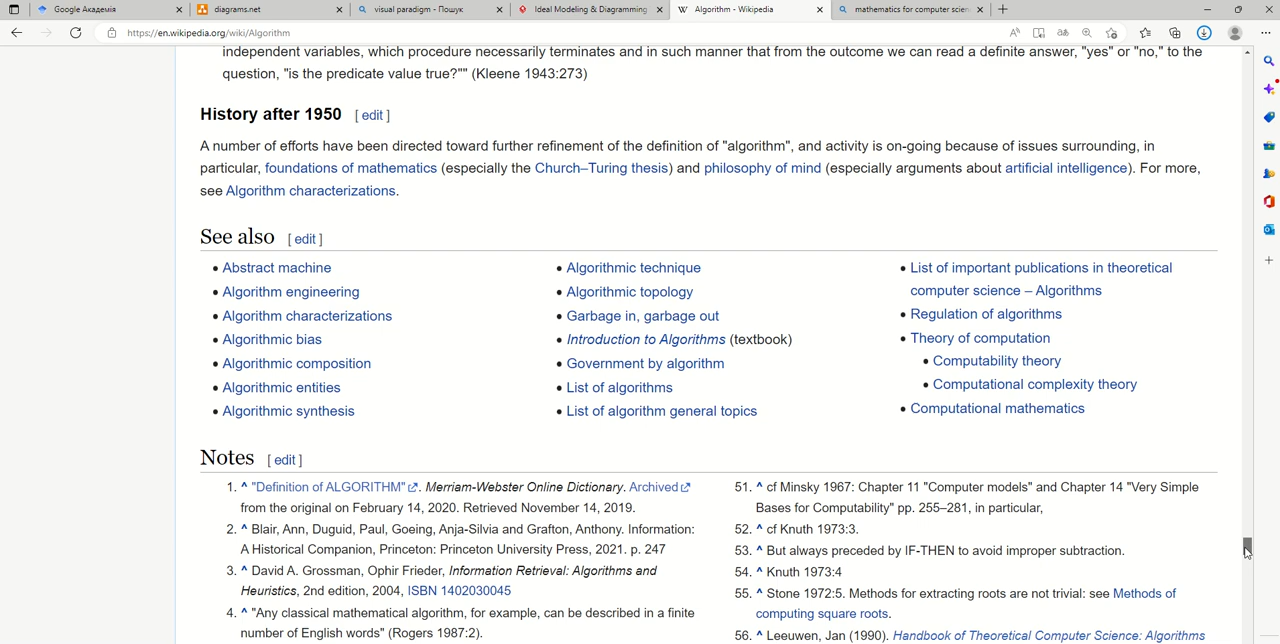 Google Академія
diagrams.net
visual paradigm - Пошук
Ideal Modeling & Diagramming
Algorithm - Wikipedia
mathematics for computer scien
https://en.wikipedia.org/wiki/Algorithm
independent variables, which procedure necessarily terminates and in such manner that from the outcome we can read a definite answer, "yes" or "no," to the
question, "is the predicate value true?"" (Kleene 1943:273)
History after 1950 [ edit ]
A number of efforts have been directed toward further refinement of the definition of "algorithm", and activity is on-going because of issues surrounding, in
particular, foundations of mathematics (especially the Church–Turing thesis) and philosophy of mind (especially arguments about artificial intelligence). For more,
see Algorithm characterizations.
See also [ edit ]
• Abstract machine
• Algorithm engineering
• Algorithm characterizations
• Algorithmic bias
• Algorithmic composition
• Algorithmic entities
• Algorithmic synthesis
• Algorithmic technique
• Algorithmic topology
• Garbage in, garbage out
• Introduction to Algorithms (textbook)
• Government by algorithm
• List of algorithms
• List of algorithm general topics
• List of important publications in theoretical
computer science – Algorithms
• Regulation of algorithms
• Theory of computation
• Computability theory
• Computational complexity theory
• Computational mathematics
Notes [ edit ]
1. ^ "Definition of ALGORITHM". Merriam-Webster Online Dictionary. Archived
from the original on February 14, 2020. Retrieved November 14, 2019.
2. ^ Blair, Ann, Duguid, Paul, Goeing, Anja-Silvia and Grafton, Anthony. Information:
A Historical Companion, Princeton: Princeton University Press, 2021. p. 247
3. ^ David A. Grossman, Ophir Frieder, Information Retrieval: Algorithms and
Heuristics, 2nd edition, 2004, ISBN 1402030045
4. ^ "Any classical mathematical algorithm, for example, can be described in a finite
number of English words" (Rogers 1987:2).
51. ^ cf Minsky 1967: Chapter 11 "Computer models" and Chapter 14 "Very Simple
Bases for Computability" pp. 255–281, in particular,
52. ^ cf Knuth 1973:3.
53. ^ But always preceded by IF-THEN to avoid improper subtraction.
54. ^ Knuth 1973:4
55. ^ Stone 1972:5. Methods for extracting roots are not trivial: see Methods of
computing square roots.
56. ^ Leeuwen, Jan (1990). Handbook of Theoretical Computer Science: Algorithms